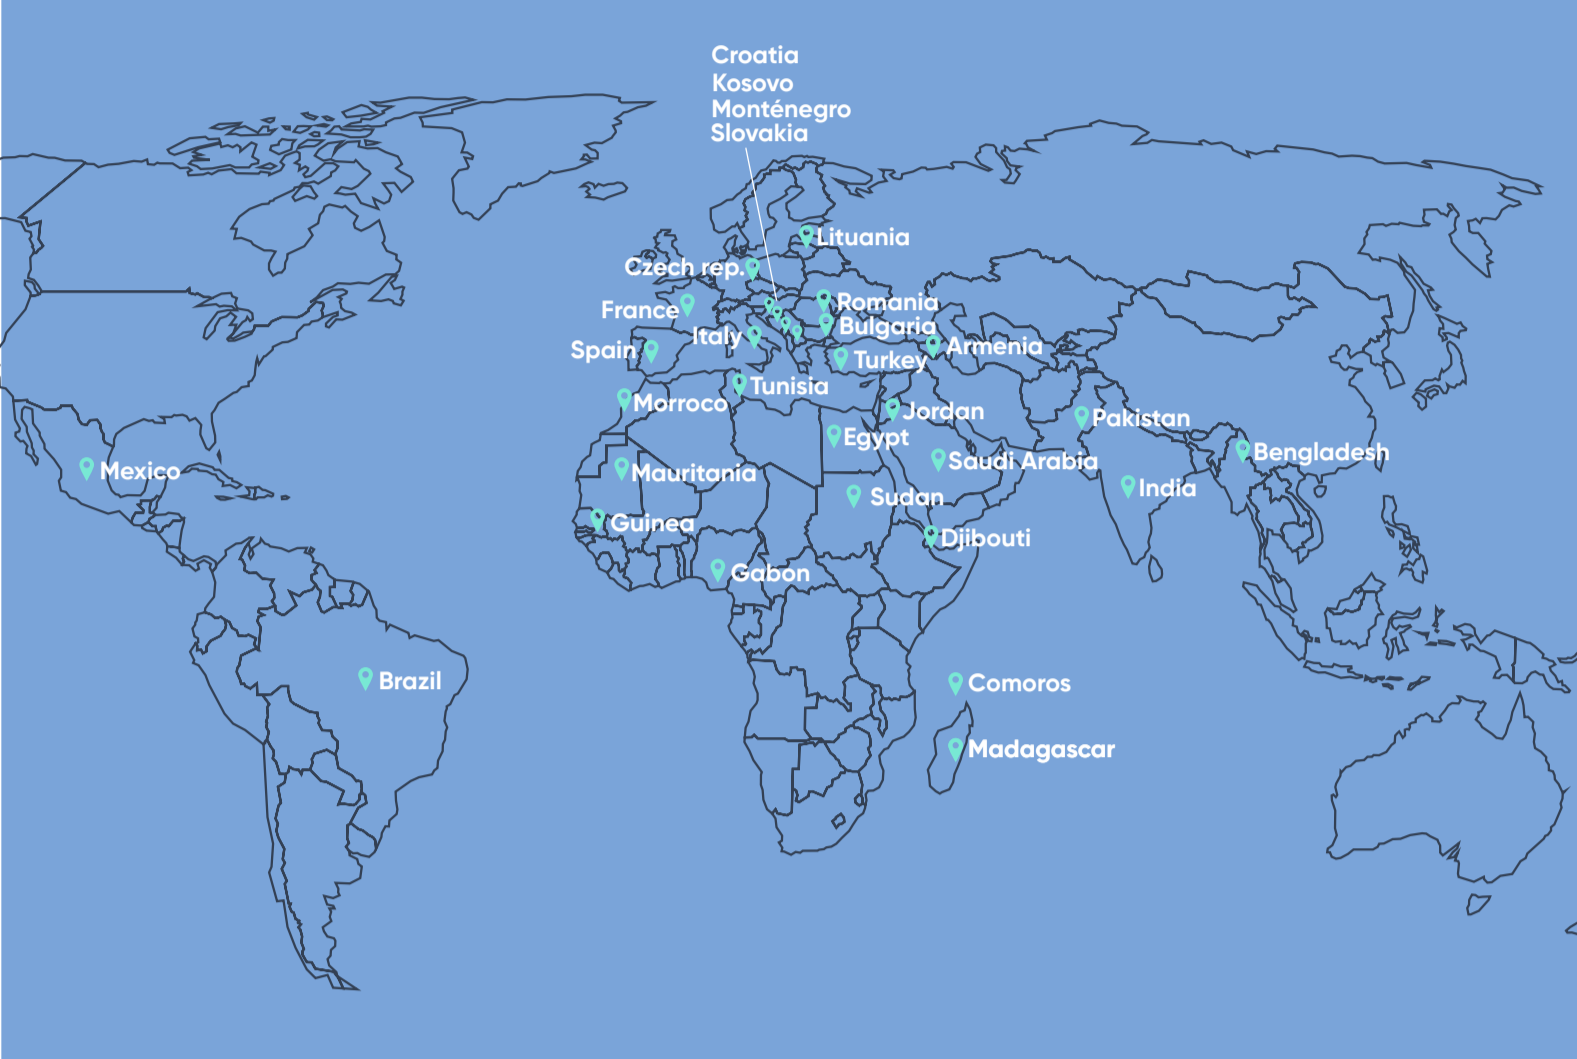 Croatia
Kosovo
Monténegro
Slovakia
Lituania
Czech rep.
France
Romania
Italy
Bulgaria
Spain
Armenia
Turkey
Tunisia
Morroco
Jordan
Pakistan
Egypt
Bengladesh
Mexico
Mauritania
Saudi Arabia
India
Sudan
Guinea
Djibouti
Gabon
Brazil
Comoros
Madagascar